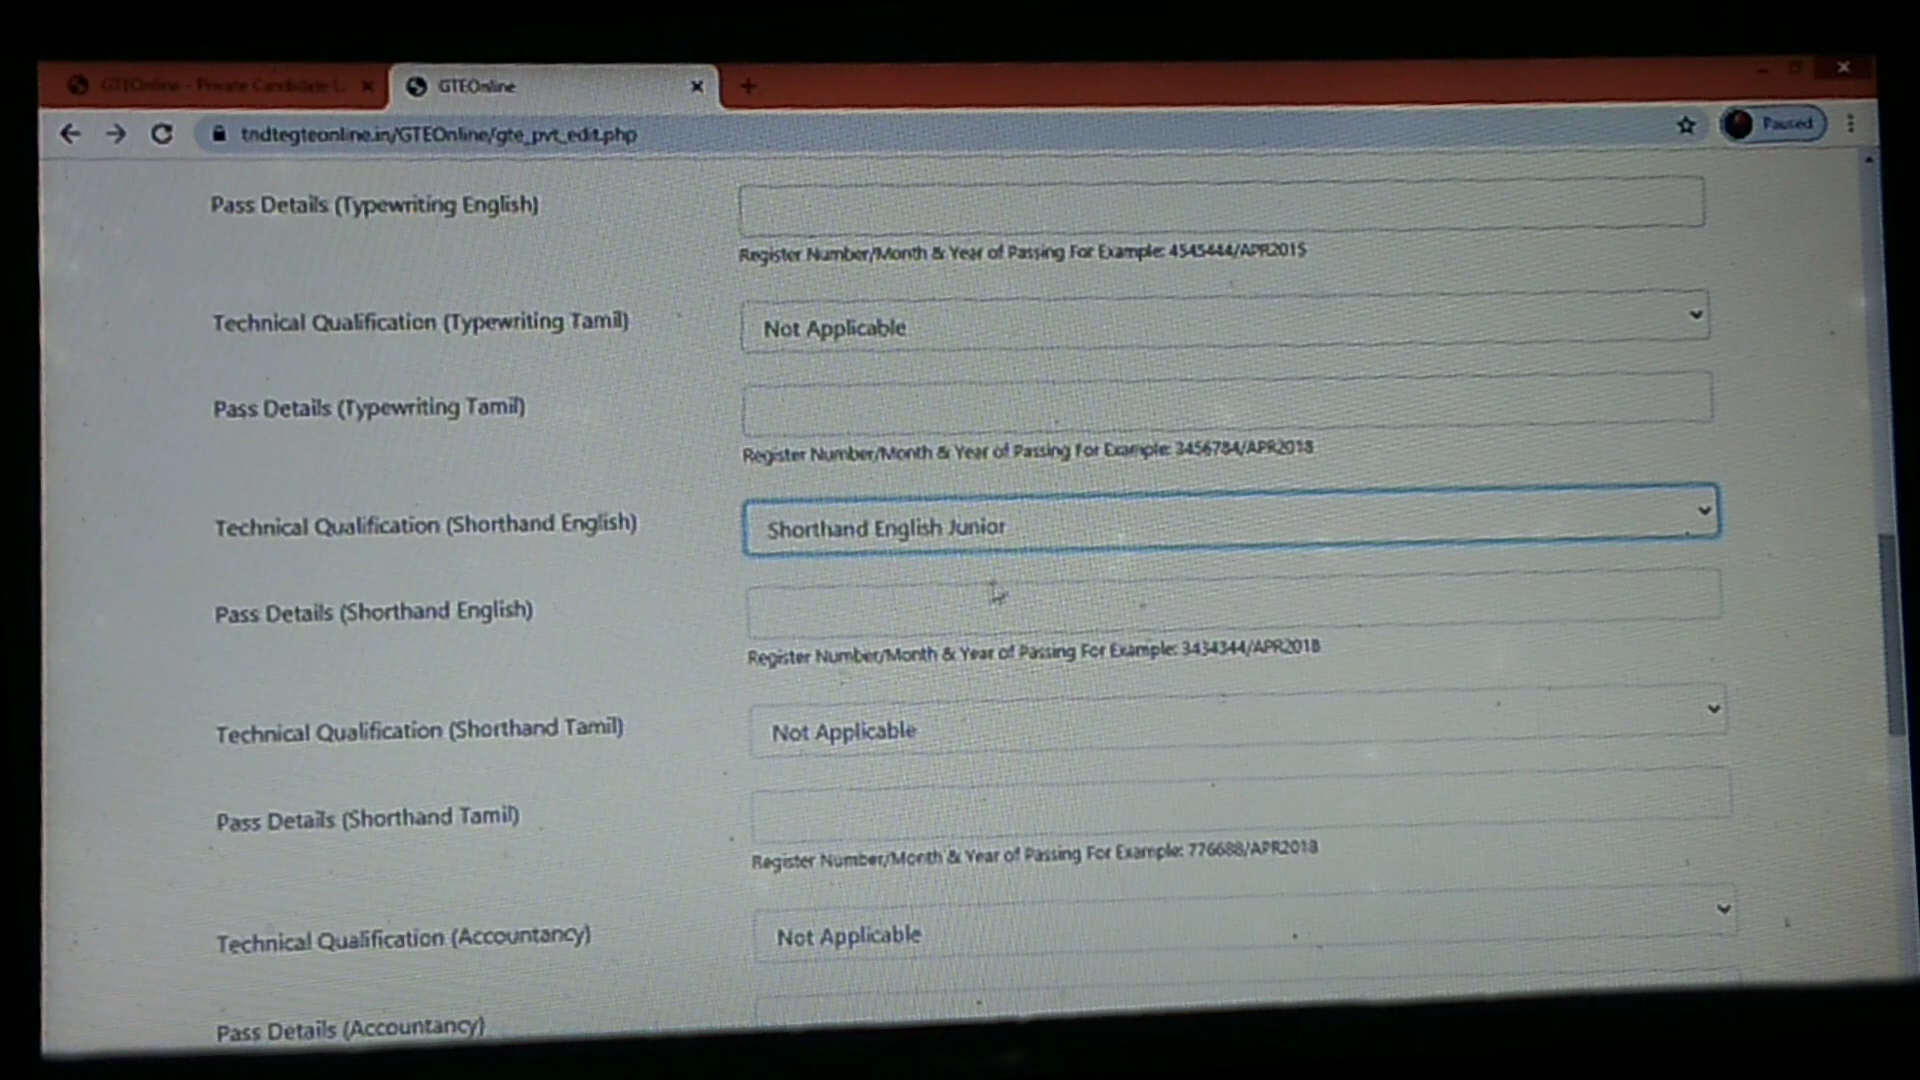 GTEOnline - Private Candidate L
GTEOnline
tndtegteonline.in/GTEOnline/gte_pvt_edit.php
Paused
Pass Details (Typewriting English)
Register Number/Month & Year of Passing For Example: 4545444/APR2015
Technical Qualification (Typewriting Tamil)
Not Applicable
Pass Details (Typewriting Tamil)
Register Number/Month & Year of Passing For Example: 3456784/APR2018
Technical Qualification (Shorthand English)
Shorthand English Junior
Pass Details (Shorthand English)
Register Number/Month & Year of Passing For Example: 3434344/APR2018
Technical Qualification (Shorthand Tamil)
Not Applicable
Pass Details (Shorthand Tamil)
Register Number/Month & Year of Passing For Example: 776688/APR2018
Technical Qualification (Accountancy)
Not Applicable
Pass Details (Accountancy)